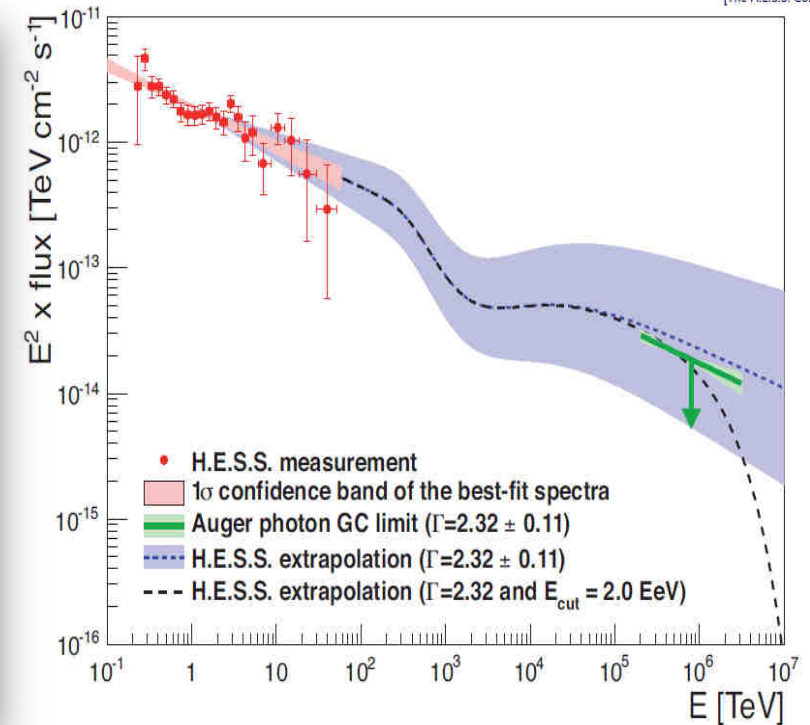 E² x flux [TeV cm⁻² s⁻¹]
10⁻¹¹
10⁻¹²
10⁻¹³
10⁻¹⁴
10⁻¹⁵
10⁻¹⁶
H.E.S.S. measurement
1σ confidence band of the best-fit spectra
Auger photon GC limit (Γ=2.32 ± 0.11)
H.E.S.S. extrapolation (Γ=2.32 ± 0.11)
H.E.S.S. extrapolation (Γ=2.32 and E_cut = 2.0 EeV)
10⁻¹ 1 10 10² 10³ 10⁴ 10⁵ 10⁶ 10⁷
E [TeV]